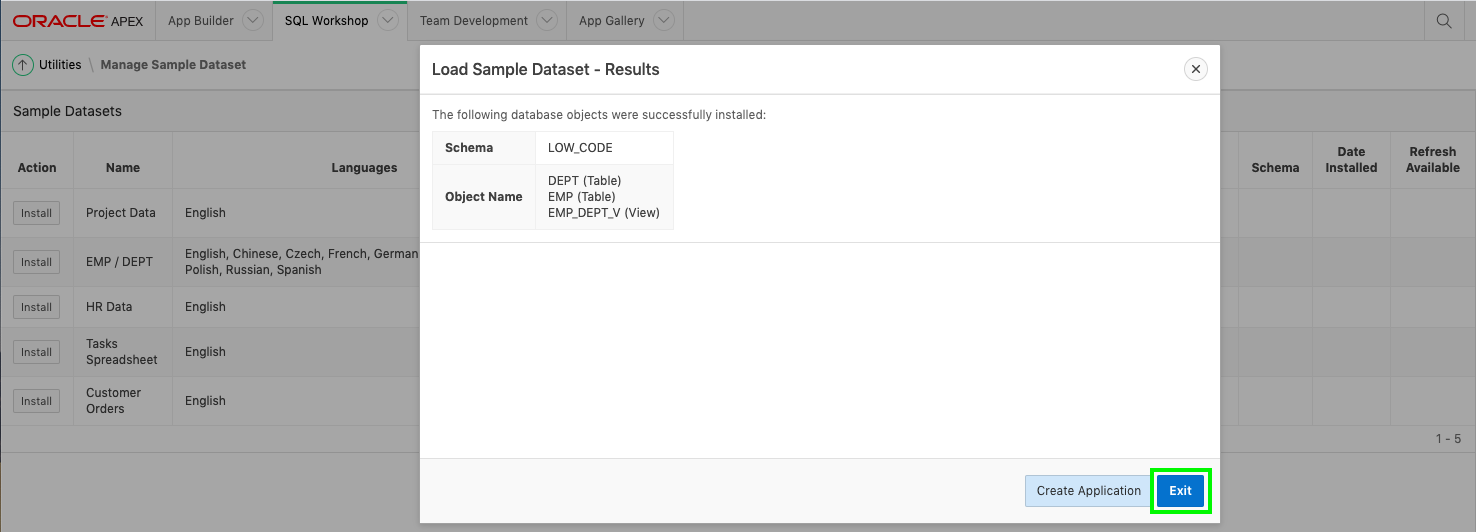 ORACLE APEX
App Builder
SQL Workshop
Team Development
App Gallery
Utilities \ Manage Sample Dataset
Sample Datasets
Action
Name
Languages
Schema
Date
Installed
Refresh
Available
Install
Project Data
English
Install
EMP / DEPT
English, Chinese, Czech, French, German
Polish, Russian, Spanish
Install
HR Data
English
Install
Tasks
Spreadsheet
English
Install
Customer
Orders
English
1 - 5
Load Sample Dataset - Results
The following database objects were successfully installed:
Schema
LOW_CODE
Object Name
DEPT (Table)
EMP (Table)
EMP_DEPT_V (View)
Create Application
Exit